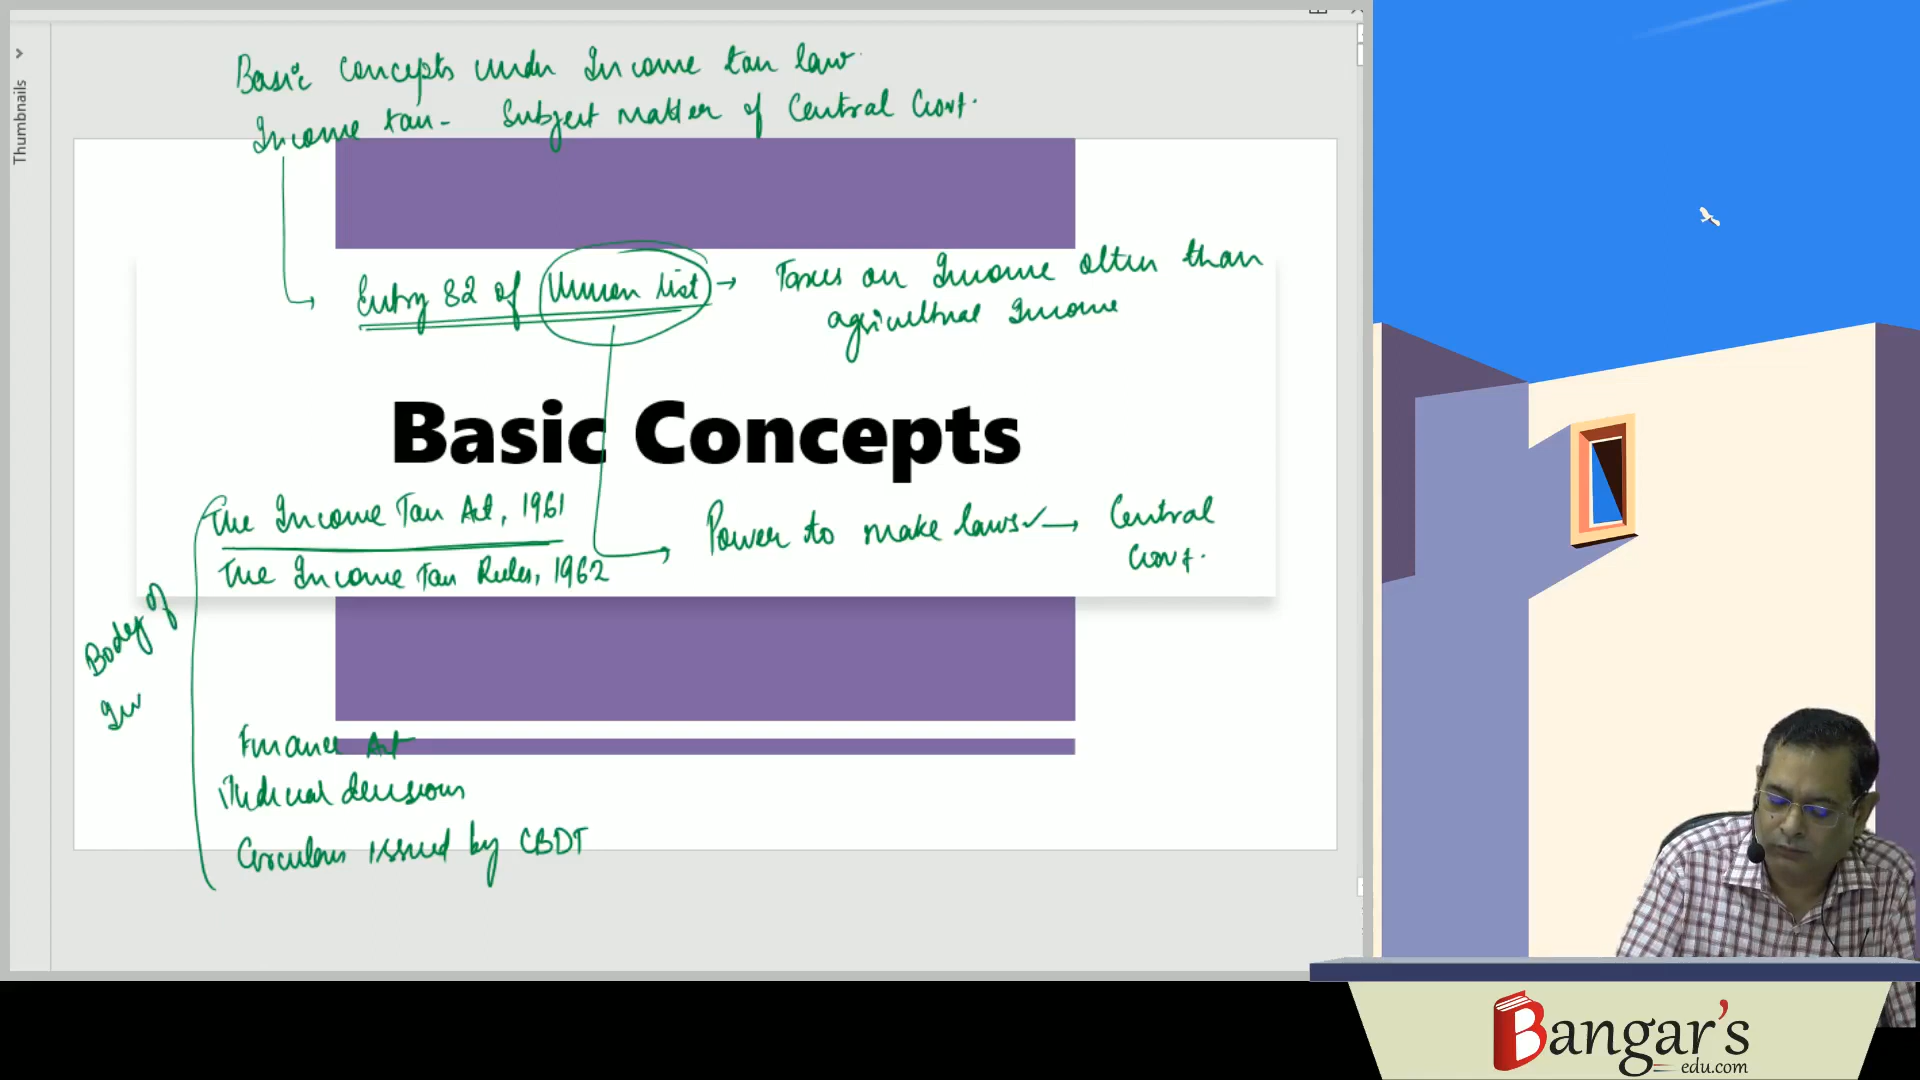 Thumbnails
Basic concepts under Income tax law.
Income tax - Subject matter of Central Govt.
Entry 82 of Union list → Taxes on Income other than
agricultural Income
Basic Concepts
The Income Tax Act, 1961
The Income Tax Rules, 1962
Power to make laws ✓ → Central
Govt.
Body of
In
Finance Act
Judicial decisions
Circulars issued by CBDT
Bangar's
edu.com